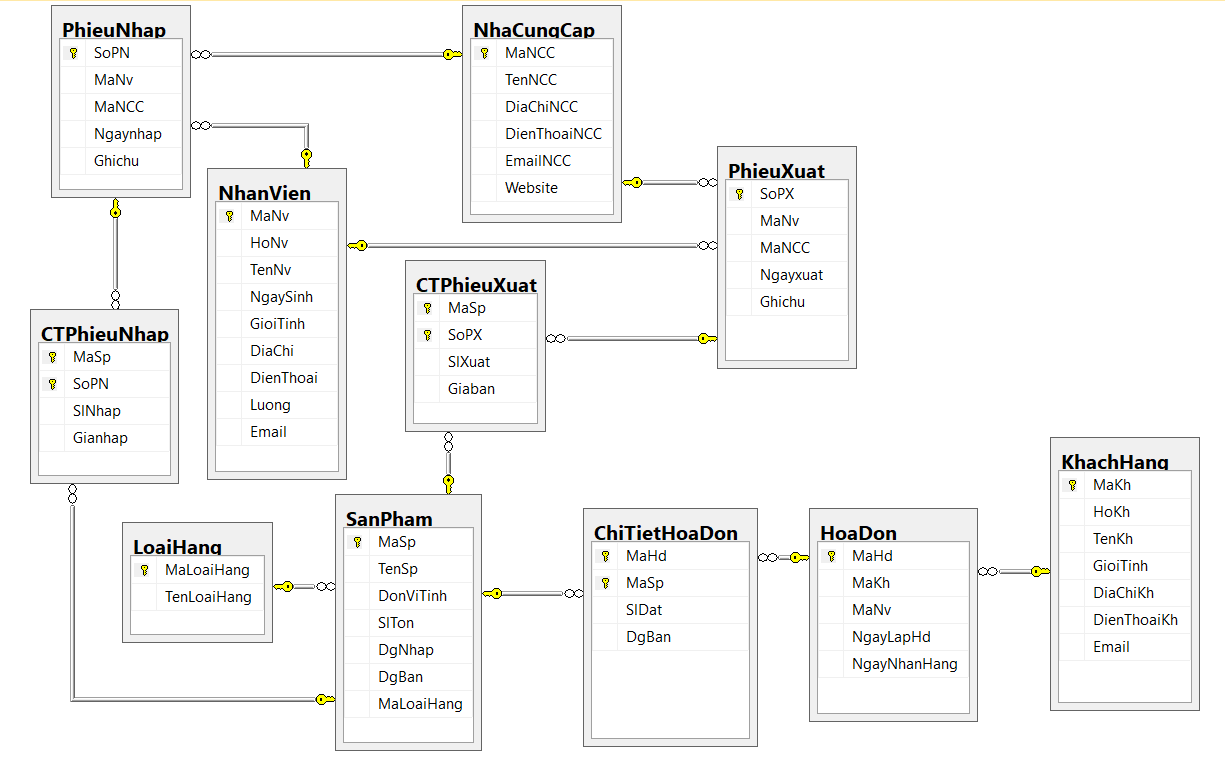 PhieuNhap
SoPN
MaNv
MaNCC
Ngaynhap
Ghichu
NhaCungCap
MaNCC
TenNCC
DiaChiNCC
DienThoaiNCC
EmailNCC
Website
PhieuXuat
SoPX
MaNv
MaNCC
Ngayxuat
Ghichu
NhanVien
MaNv
HoNv
TenNv
NgaySinh
GioiTinh
DiaChi
DienThoai
Luong
Email
CTPhieuXuat
MaSp
SoPX
SlXuat
Giaban
CTPhieuNhap
MaSp
SoPN
SlNhap
Gianhap
KhachHang
MaKh
HoKh
TenKh
GioiTinh
DiaChiKh
DienThoaiKh
Email
LoaiHang
MaLoaiHang
TenLoaiHang
SanPham
MaSp
TenSp
DonViTinh
SlTon
DgNhap
DgBan
MaLoaiHang
ChiTietHoaDon
MaHd
MaSp
SlDat
DgBan
HoaDon
MaHd
MaKh
MaNv
NgayLapHd
NgayNhanHang